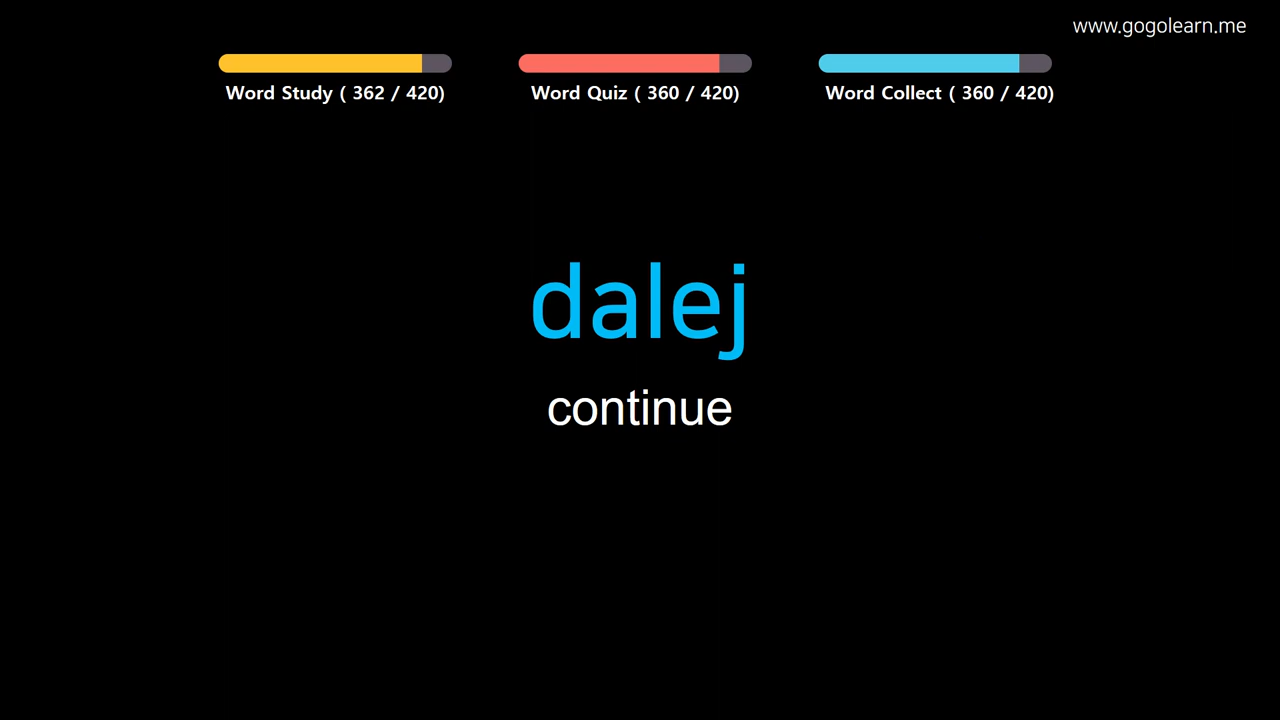 www.gogolearn.me
Word Study ( 362 / 420)
Word Quiz ( 360 / 420)
Word Collect ( 360 / 420)
dalej
continue